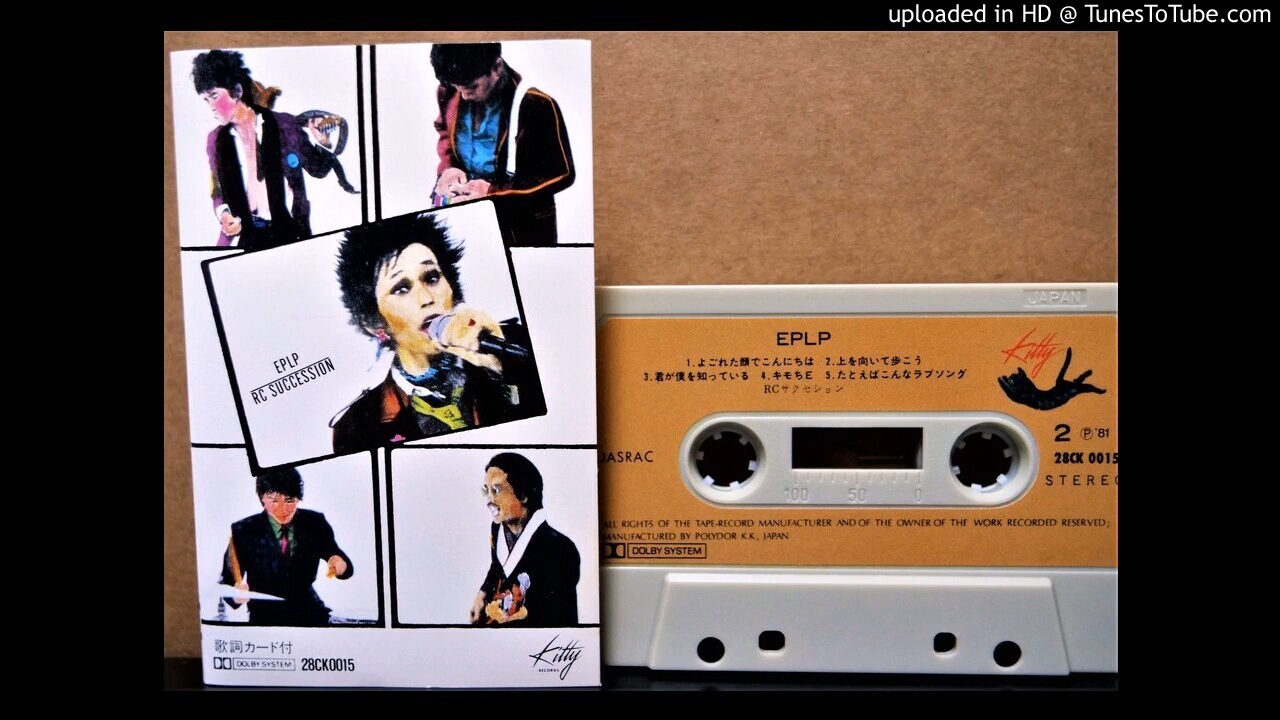 uploaded in HD @ TunesToTube.com
EPLP
RC SUCCESSION
歌詞カード付
DOLBY SYSTEM 28CK0015
Kitty
RECORDS
JAPAN
EPLP
1.よごれた顔でこんにちは 2.上を向いて歩こう
3.君が僕を知っている 4.キモちE 5.たとえばこんなラブソング
RCサクセション
Kitty
JASRAC
2 Ⓟ'81
28CK 0015
STEREO
100 50 0
ALL RIGHTS OF THE TAPE-RECORD MANUFACTURER AND OF THE OWNER OF THE WORK RECORDED RESERVED;
MANUFACTURED BY POLYDOR K.K., JAPAN
DOLBY SYSTEM